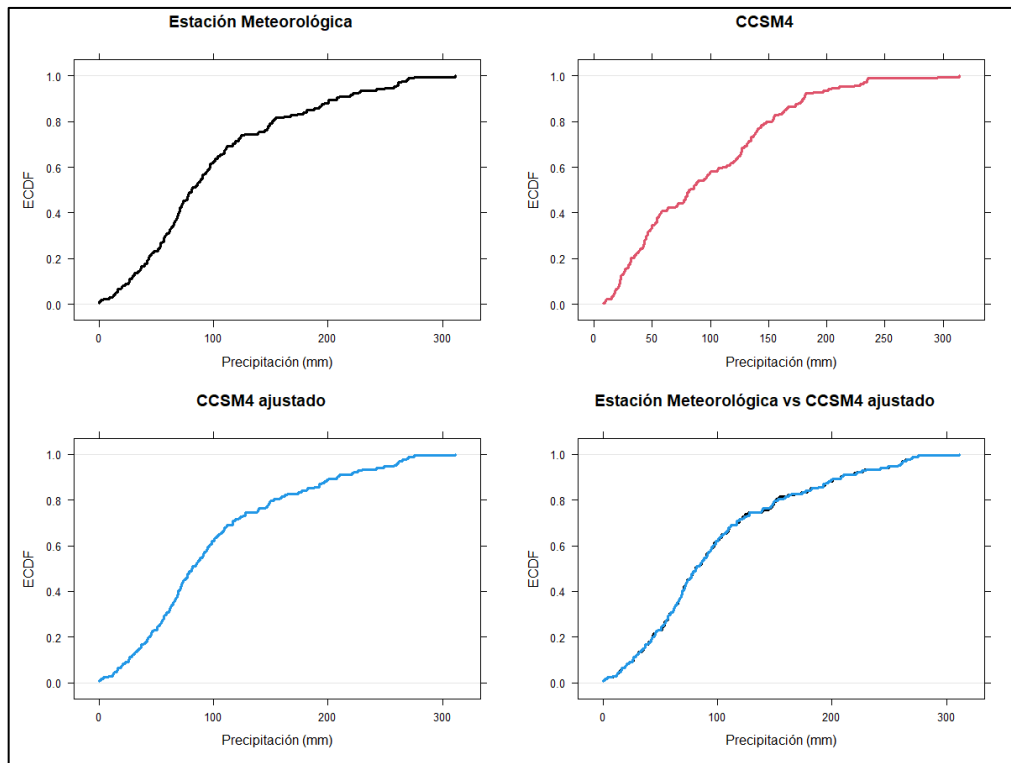 Estación Meteorológica
1.0
0.8
0.6
0.4
0.2
0.0
ECDF
0 100 200 300
Precipitación (mm)
CCSM4
1.0
0.8
0.6
0.4
0.2
0.0
ECDF
0 50 100 150 200 250 300
Precipitación (mm)
CCSM4 ajustado
1.0
0.8
0.6
0.4
0.2
0.0
ECDF
0 100 200 300
Precipitación (mm)
Estación Meteorológica vs CCSM4 ajustado
1.0
0.8
0.6
0.4
0.2
0.0
ECDF
0 100 200 300
Precipitación (mm)